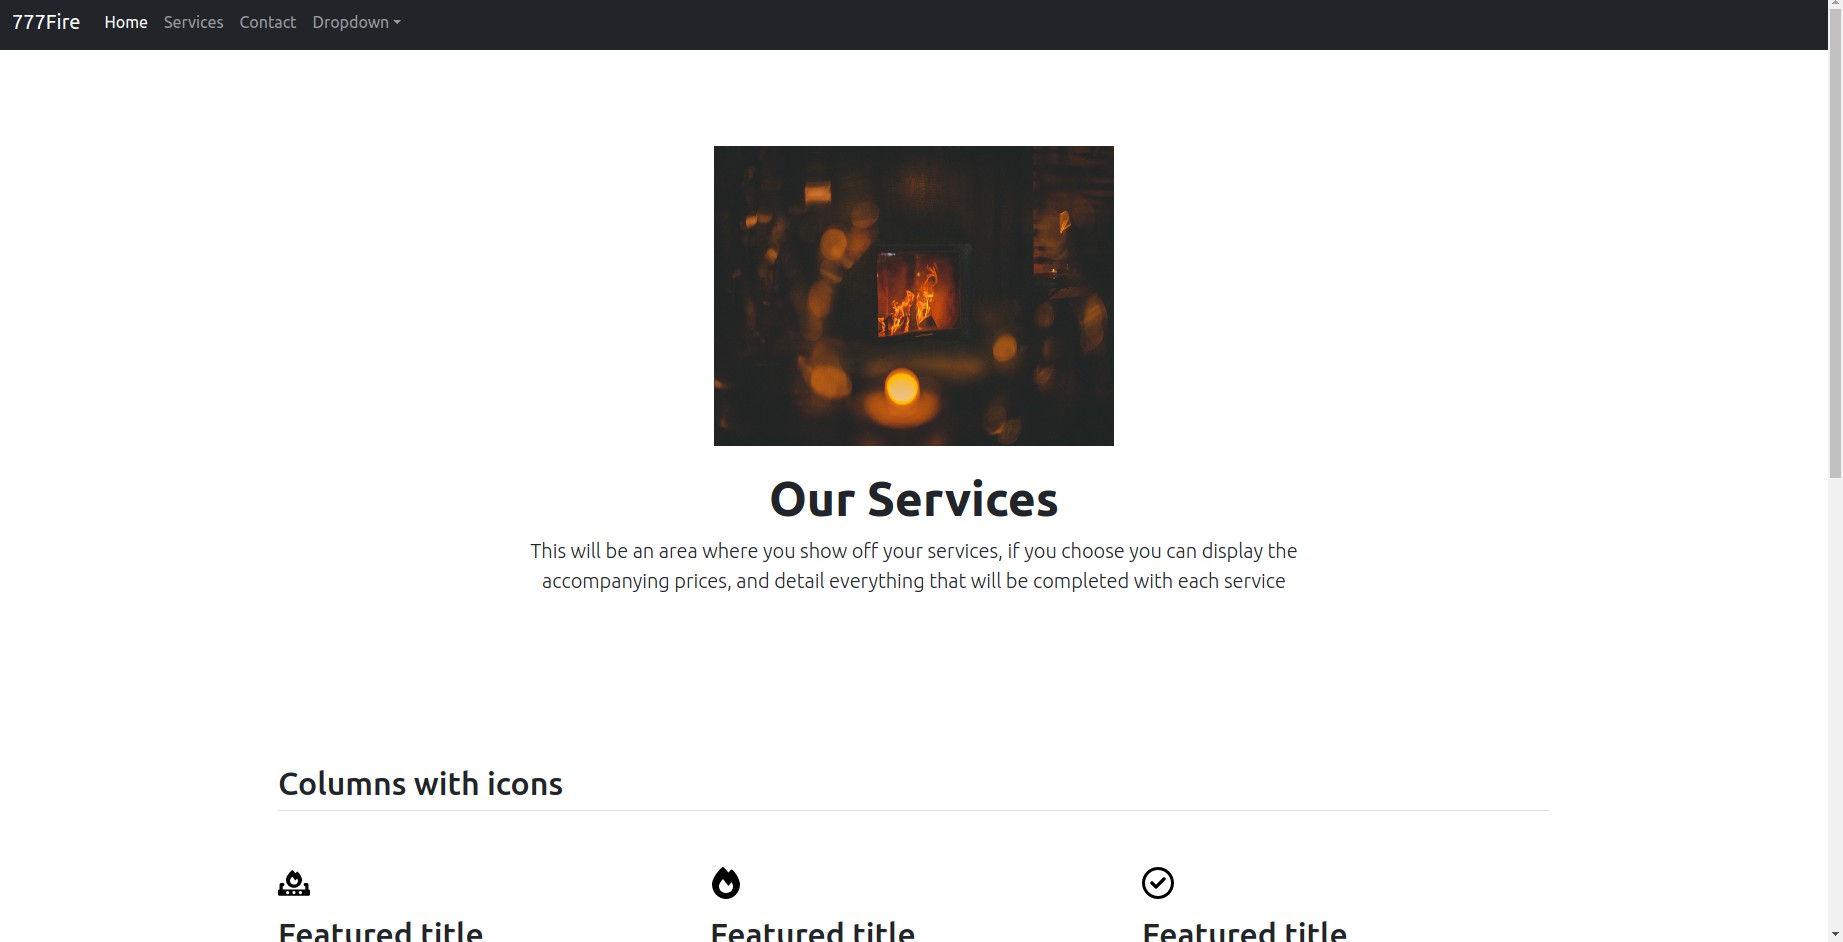 777Fire Home Services Contact Dropdown
Our Services
This will be an area where you show off your services, if you choose you can display the
accompanying prices, and detail everything that will be completed with each service
Columns with icons
Featured title Featured title Featured title